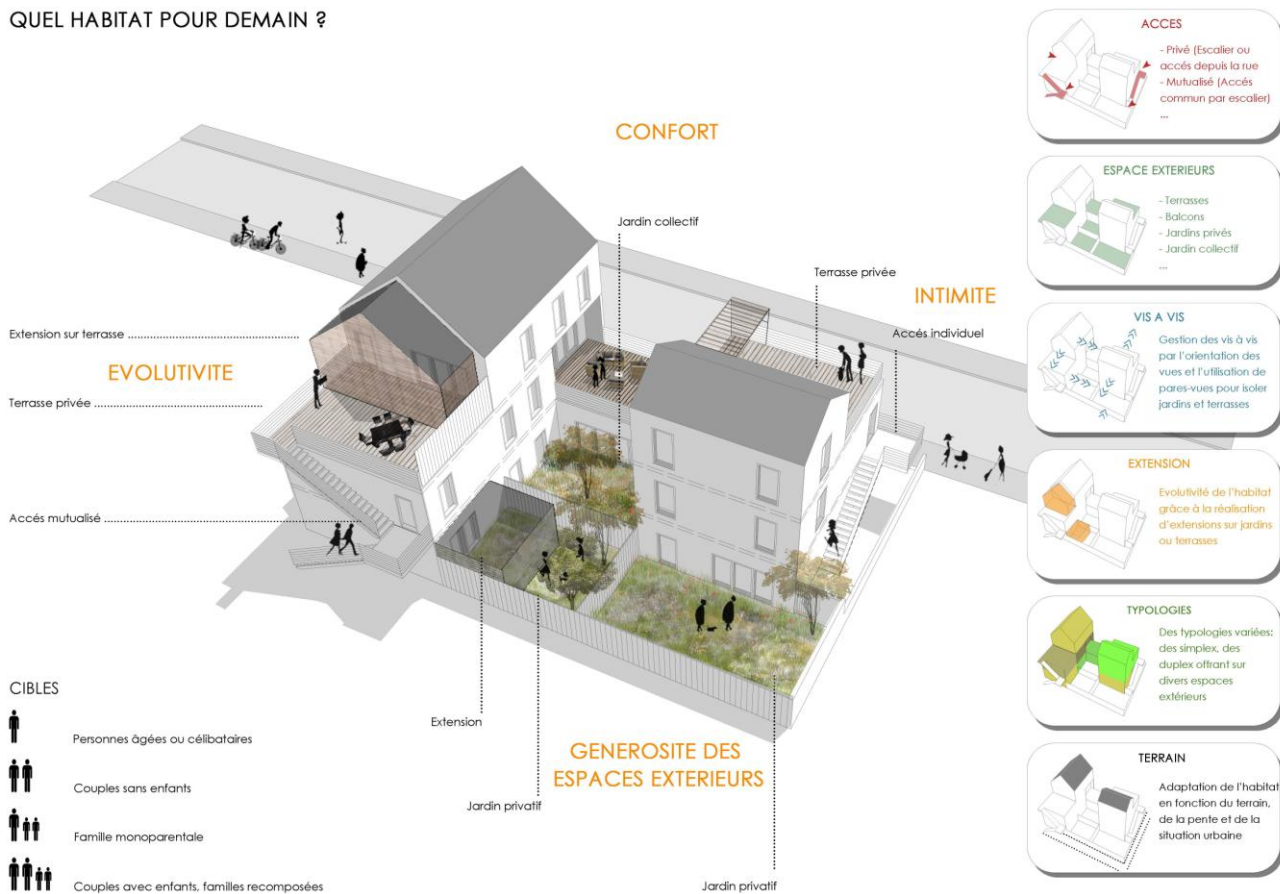 QUEL HABITAT POUR DEMAIN ?
CONFORT
Jardin collectif
Terrasse privée
INTIMITE
Accés individuel
Extension sur terrasse
EVOLUTIVITE
Terrasse privée
Accés mutualisé
Extension
GENEROSITE DES
ESPACES EXTERIEURS
Jardin privatif
Jardin privatif
CIBLES
Personnes âgées ou célibataires
Couples sans enfants
Famille monoparentale
Couples avec enfants, familles recomposées
ACCES
- Privé (Escalier ou
accés depuis la rue
- Mutualisé (Accés
commun par escalier)
...
ESPACE EXTERIEURS
- Terrasses
- Balcons
- Jardins privés
- Jardin collectif
...
VIS A VIS
Gestion des vis à vis
par l'orientation des
vues et l'utilisation de
pares-vues pour isoler
jardins et terrasses
EXTENSION
Evolutivité de l'habitat
grâce à la réalisation
d'extensions sur jardins
ou terrasses
TYPOLOGIES
Des typologies variées:
des simplex, des
duplex offrant sur
divers espaces
extérieurs
TERRAIN
Adaptation de l'habitat
en fonction du terrain,
de la pente et de la
situation urbaine